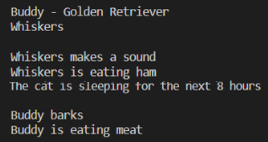 Buddy - Golden Retriever
Whiskers
Whiskers makes a sound
Whiskers is eating ham
The cat is sleeping for the next 8 hours
Buddy barks
Buddy is eating meat